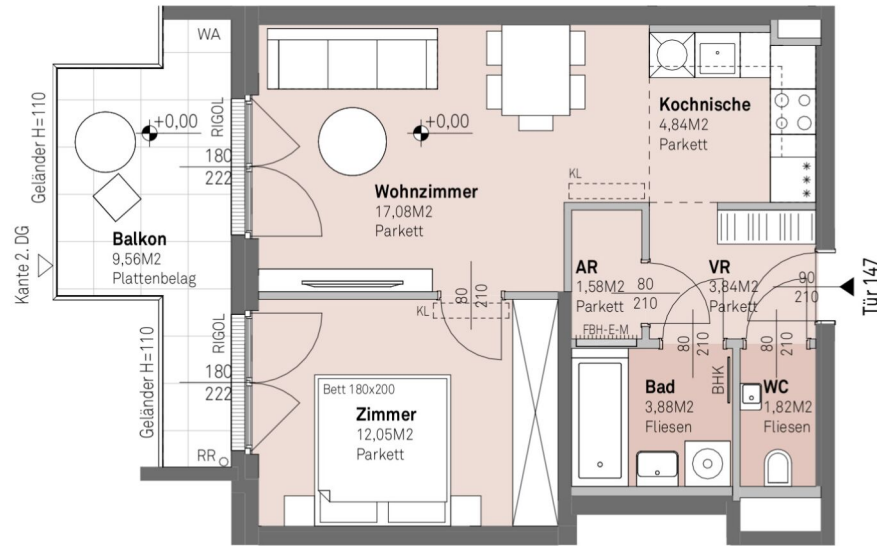 WA
Geländer H=110
RIGOL
+0,00
+0,00
180
222
Balkon
9,56M2
Plattenbelag
Kante 2. DG
Geländer H=110
RIGOL
180
222
RR
Wohnzimmer
17,08M2
Parkett
Kochnische
4,84M2
Parkett
KL
AR
1,58M2
Parkett
FBH-E-M
80
210
VR
3,84M2
Parkett
90
210
Tür 147
KL
80
210
Bett 180x200
Zimmer
12,05M2
Parkett
80
210
Bad
3,88M2
Fliesen
BHK
80
210
WC
1,82M2
Fliesen